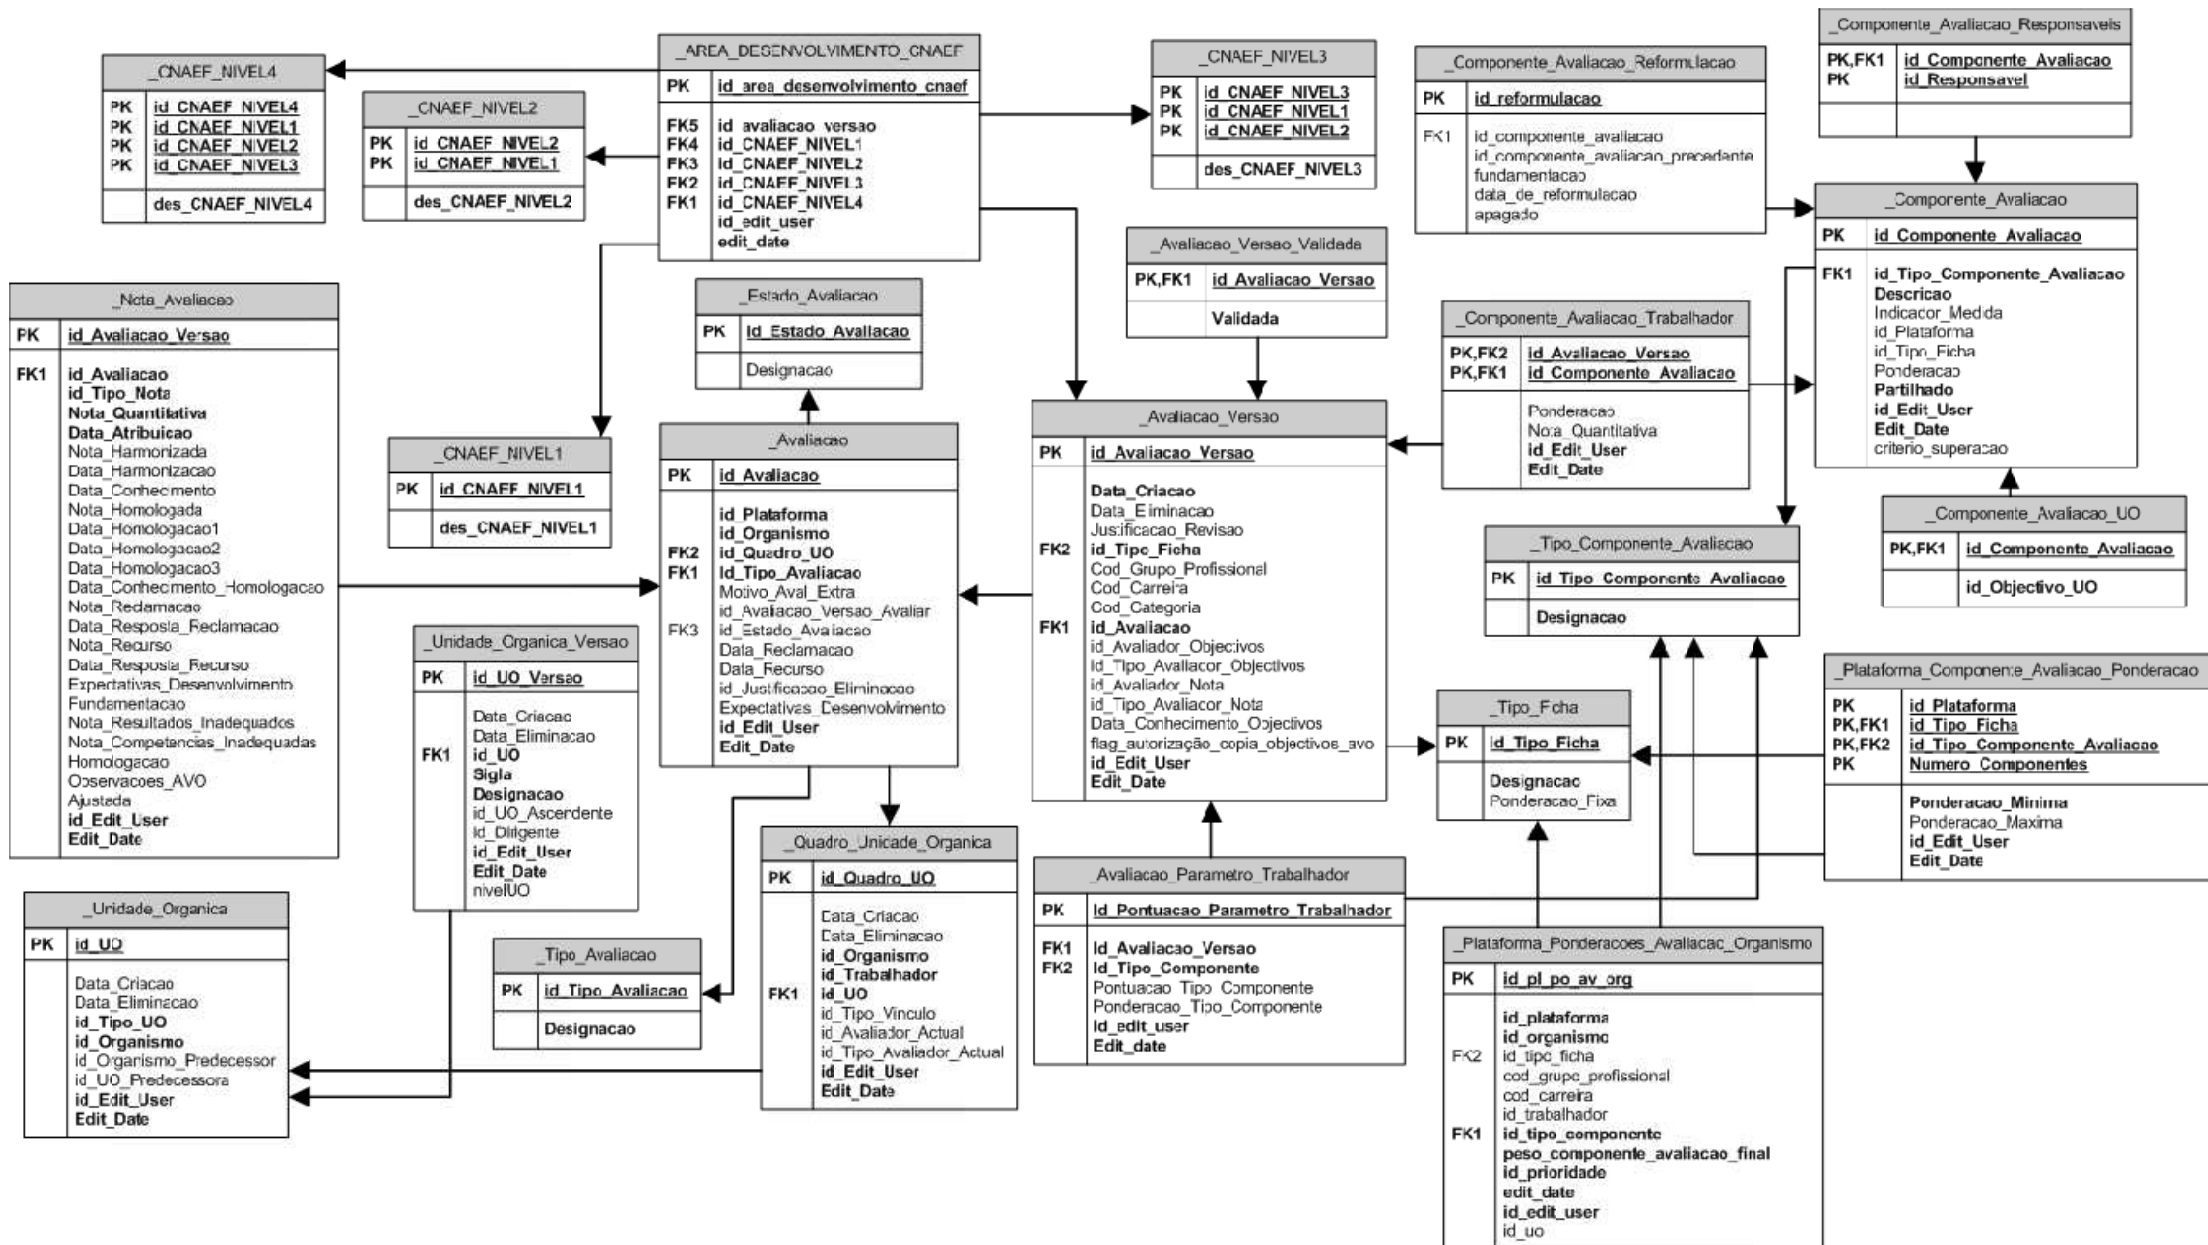 _CNAEF_NIVEL4
PK id_CNAEF_NIVEL4
PK id_CNAEF_NIVEL1
PK id_CNAEF_NIVEL2
PK id_CNAEF_NIVEL3
des_CNAEF_NIVEL4
_CNAEF_NIVEL2
PK id_CNAEF_NIVEL2
PK id_CNAEF_NIVEL1
des_CNAEF_NIVEL2
_AREA_DESENVOLVIMENTO_CNAEF
PK id_area_desenvolvimento_cnaef
FK5 id_avaliacao_versao
FK4 id_CNAEF_NIVEL1
FK3 id_CNAEF_NIVEL2
FK2 id_CNAEF_NIVEL3
FK1 id_CNAEF_NIVEL4
id_edit_user
edit_date
_CNAEF_NIVEL3
PK id_CNAEF_NIVEL3
PK id_CNAEF_NIVEL1
PK id_CNAEF_NIVEL2
des_CNAEF_NIVEL3
_Componente_Avaliacao_Reformulacao
PK id_reformulacao
FK1 id_componente_avaliacao
id_componente_avaliacao_precedente
fundamentacao
data_de_reformulacao
apagado
_Componente_Avaliacao_Responsaveis
PK,FK1 id_Componente_Avaliacao
PK id_Responsavel
_Componente_Avaliacao
PK id_Componente_Avaliacao
FK1 id_Tipo_Componente_Avaliacao
Descricao
Indicador_Medida
id_Plataforma
id_Tipo_Ficha
Ponderacao
Partilhado
id_Edit_User
Edit_Date
criterio_superacao
_Nota_Avaliacao
PK id_Avaliacao_Versao
FK1 id_Avaliacao
id_Tipo_Nota
Nota_Quantitativa
Data_Atribuicao
Nota_Harmonizada
Data_Harmonizacao
Data_Conhecimento
Nota_Homologada
Data_Homologacao1
Data_Homologacao2
Data_Homologacao3
Data_Conhecimento_Homologacao
Nota_Reclamacao
Data_Resposta_Reclamacao
Nota_Recurso
Data_Resposta_Recurso
Expectativas_Desenvolvimento
Fundamentacao
Nota_Resultados_Inadequados
Nota_Competencias_Inadequadas
Homologacao
Observacoes_AVO
Ajustada
id_Edit_User
Edit_Date
_Estado_Avaliacao
PK Id_Estado_Avaliacao
Designacao
_Avaliacao_Versao_Validada
PK,FK1 id_Avaliacao_Versao
Validada
_Componente_Avaliacao_Trabalhador
PK,FK2 id_Avaliacao_Versao
PK,FK1 id_Componente_Avaliacao
Ponderacao
Nota_Quantitativa
id_Edit_User
Edit_Date
_CNAEF_NIVEL1
PK id_CNAEF_NIVEL1
des_CNAEF_NIVEL1
_Avaliacao
PK id_Avaliacao
id_Plataforma
id_Organismo
FK2 id_Quadro_UO
FK1 Id_Tipo_Avaliacao
Motivo_Aval_Extra
id_Avaliacao_Versao_Avaliar
FK3 id_Estado_Avaliacao
Data_Reclamacao
Data_Recurso
id_Justificacao_Eliminacao
Expectativas_Desenvolvimento
id_Edit_User
Edit_Date
_Avaliacao_Versao
PK id_Avaliacao_Versao
Data_Criacao
Data_Eliminacao
Justificacao_Revisao
FK2 id_Tipo_Ficha
Cod_Grupo_Profissional
Cod_Carreira
Cod_Categoria
FK1 id_Avaliacao
id_Avaliador_Objectivos
Id_Tipo_Avaliador_Objectivos
id_Avaliador_Nota
id_Tipo_Avaliador_Nota
Data_Conhecimento_Objectivos
flag_autorização_copia_objectivos_avo
id_Edit_User
Edit_Date
_Componente_Avaliacao_UO
PK,FK1 id_Componente_Avaliacao
id_Objectivo_UO
_Tipo_Componente_Avaliacao
PK id_Tipo_Componente_Avaliacao
Designacao
_Unidade_Organica_Versao
PK id_UO_Versao
Data_Criacao
Data_Eliminacao
FK1 id_UO
Sigla
Designacao
id_UO_Ascendente
Id_Dirigente
id_Edit_User
Edit_Date
nivelUO
_Tipo_Ficha
PK id_Tipo_Ficha
Designacao
Ponderacao_Fixa
_Plataforma_Componente_Avaliacao_Ponderacao
PK id_Plataforma
PK,FK1 id_Tipo_Ficha
PK,FK2 id_Tipo_Componente_Avaliacao
PK Numero_Componentes
Ponderacao_Minima
Ponderacao_Maxima
id_Edit_User
Edit_Date
_Unidade_Organica
PK id_UO
Data_Criacao
Data_Eliminacao
id_Tipo_UO
id_Organismo
id_Organismo_Predecessor
id_UO_Predecessora
id_Edit_User
Edit_Date
_Tipo_Avaliacao
PK id_Tipo_Avaliacao
Designacao
_Quadro_Unidade_Organica
PK id_Quadro_UO
Data_Criacao
Data_Eliminacao
id_Organismo
id_Trabalhador
FK1 id_UO
id_Tipo_Vinculo
id_Avaliador_Actual
id_Tipo_Avaliador_Actual
id_Edit_User
Edit_Date
_Avaliacao_Parametro_Trabalhador
PK Id_Pontuacao_Parametro_Trabalhador
FK1 Id_Avaliacao_Versao
FK2 Id_Tipo_Componente
Pontuacao_Tipo_Componente
Ponderacao_Tipo_Componente
Id_edit_user
Edit_date
_Plataforma_Ponderacoes_Avaliacao_Organismo
PK id_pl_po_av_org
id_plataforma
id_organismo
FK2 id_tipo_ficha
cod_grupo_profissional
cod_carreira
id_trabalhador
FK1 id_tipo_componente
peso_componente_avaliacao_final
id_prioridade
edit_date
id_edit_user
id_uo